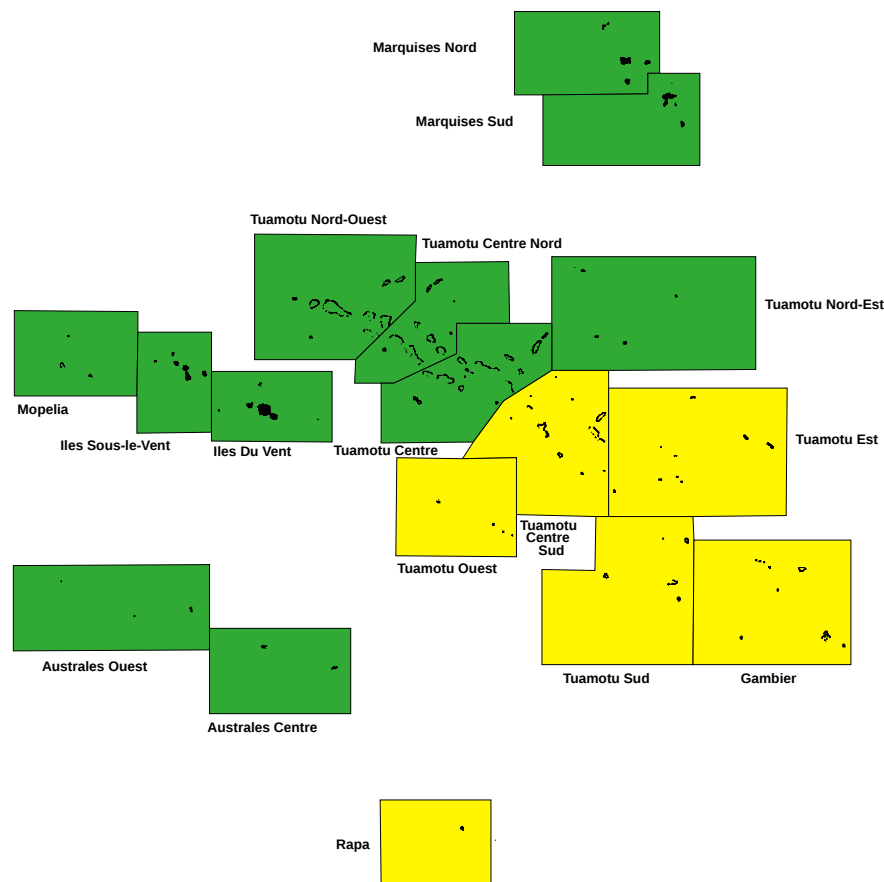 Marquises Nord
Marquises Sud
Tuamotu Nord-Ouest
Tuamotu Centre Nord
Tuamotu Nord-Est
Mopelia
Iles Sous-le-Vent
Iles Du Vent
Tuamotu Centre
Tuamotu Est
Tuamotu
Centre
Sud
Tuamotu Ouest
Australes Ouest
Tuamotu Sud
Gambier
Australes Centre
Rapa